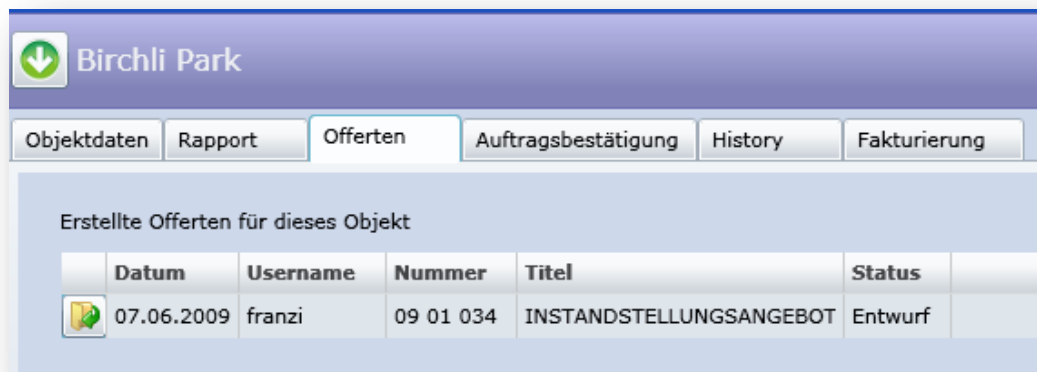 Birchli Park
Objektdaten Rapport Offerten Auftragsbestätigung History Fakturierung
Erstellte Offerten für dieses Objekt
Datum Username Nummer Titel Status
07.06.2009 franzi 09 01 034 INSTANDSTELLUNGSANGEBOT Entwurf